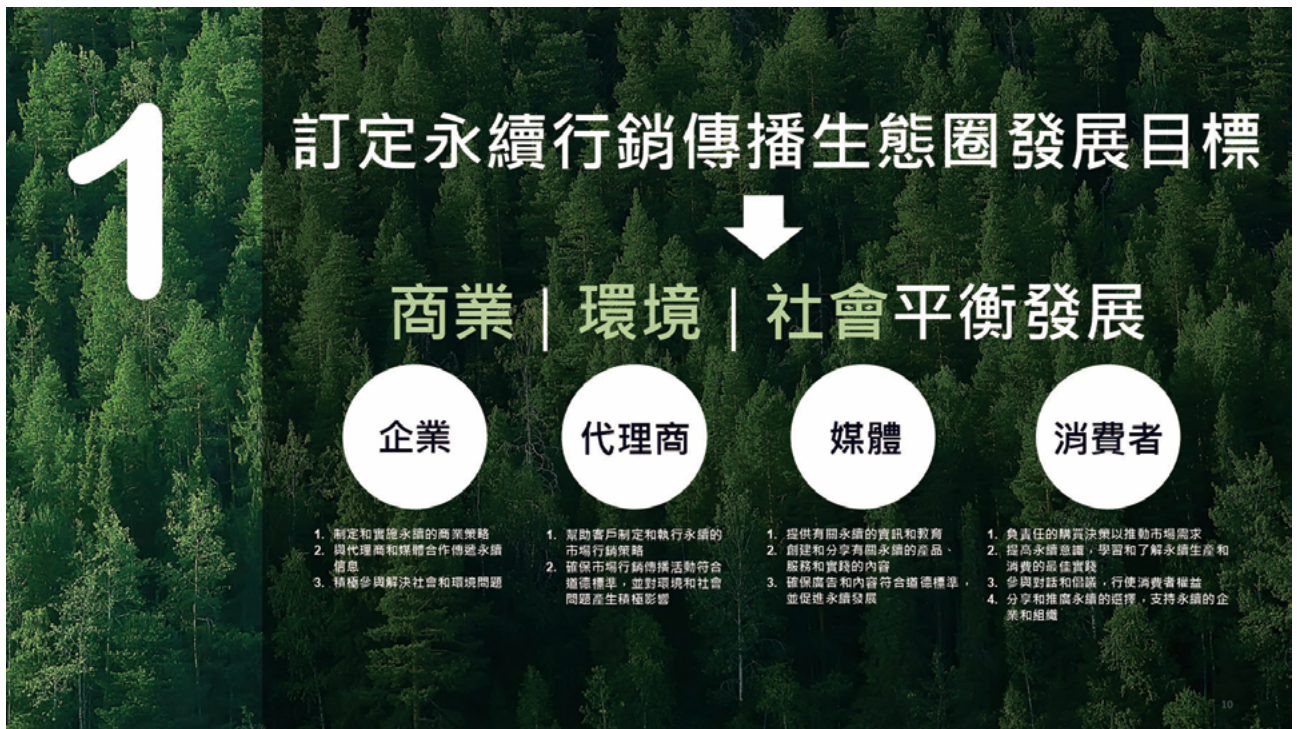 1
訂定永續行銷傳播生態圈發展目標
商業｜環境｜社會平衡發展
企業
1. 制定和實施永續的商業策略
2. 與代理商和媒體合作傳遞永續
信息
3. 積極參與解決社會和環境問題
代理商
1. 幫助客戶制定和執行永續的
市場行銷策略
2. 確保市場行銷傳播活動符合
道德標準，並對環境和社會
問題產生積極影響
媒體
1. 提供有關永續的資訊和教育
2. 創建和分享有關永續的產品、
服務和實踐的內容
3. 確保廣告和內容符合道德標準，
並促進永續發展
消費者
1. 負責任的購買決策以推動市場需求
2. 提高永續意識，學習和了解永續生產和
消費的最佳實踐
3. 參與對話和倡議，行使消費者權益
4. 分享和推廣永續的選擇，支持永續的企
業和組織
10